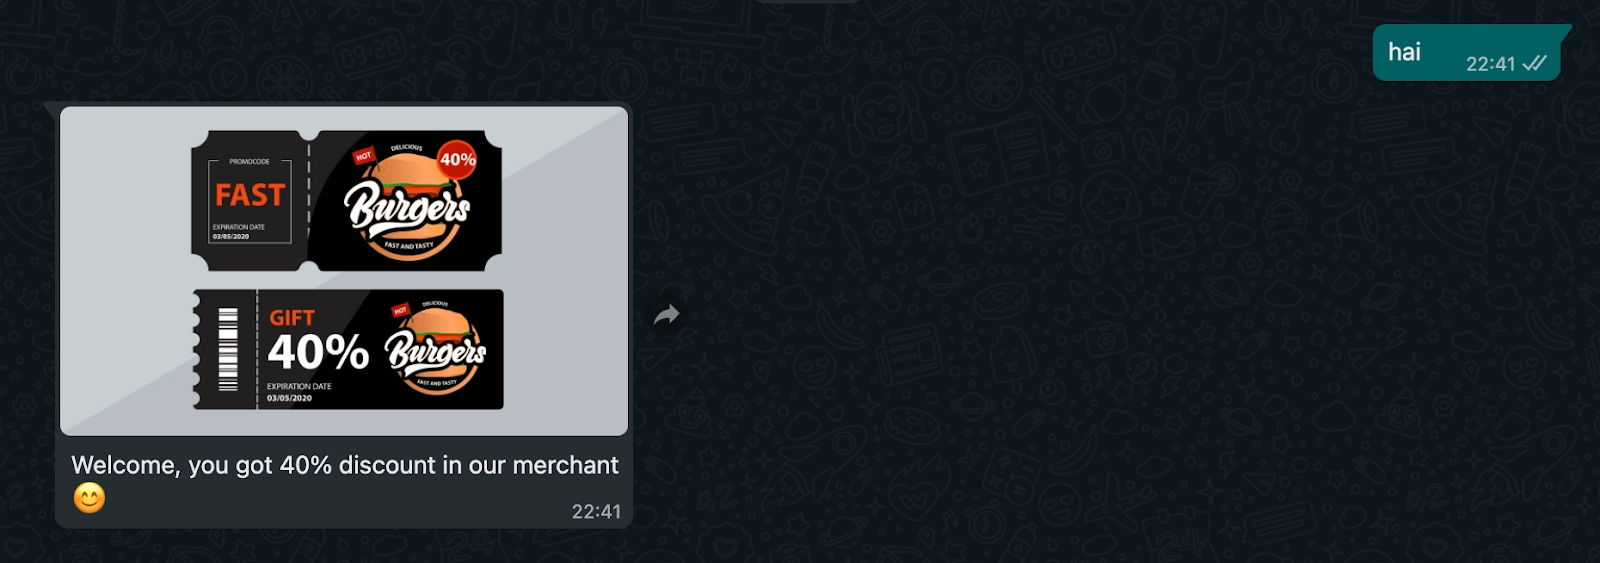 hai
22:41
PROMOCODE
FAST
EXPIRATION DATE
03/05/2020
HOT
DELICIOUS
40%
Burgers
FAST AND TASTY
GIFT
40%
EXPIRATION DATE
03/05/2020
HOT
DELICIOUS
Burgers
FAST AND TASTY
Welcome, you got 40% discount in our merchant
😊
22:41